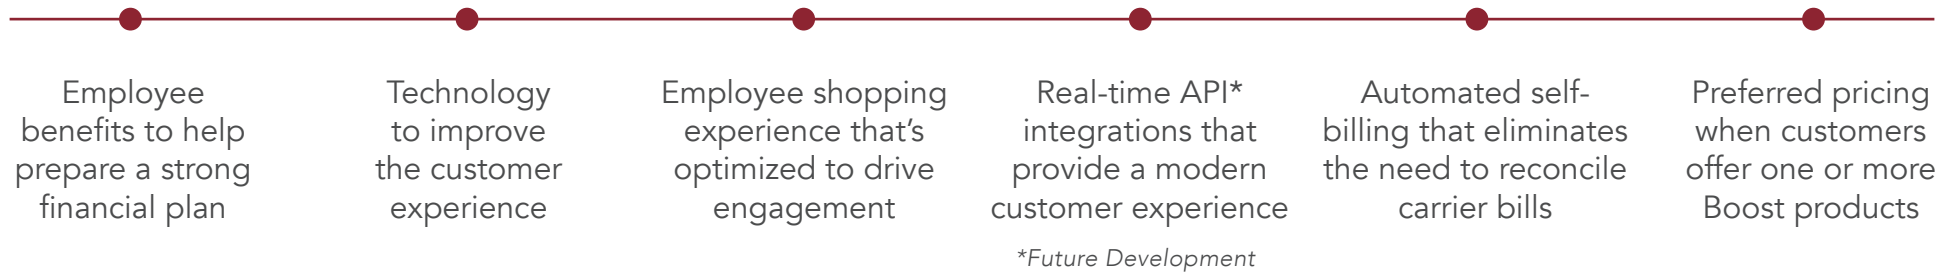 Employee
benefits to help
prepare a strong
financial plan
Technology
to improve
the customer
experience
Employee shopping
experience that’s
optimized to drive
engagement
Real-time API*
integrations that
provide a modern
customer experience
*Future Development
Automated self-
billing that eliminates
the need to reconcile
carrier bills
Preferred pricing
when customers
offer one or more
Boost products